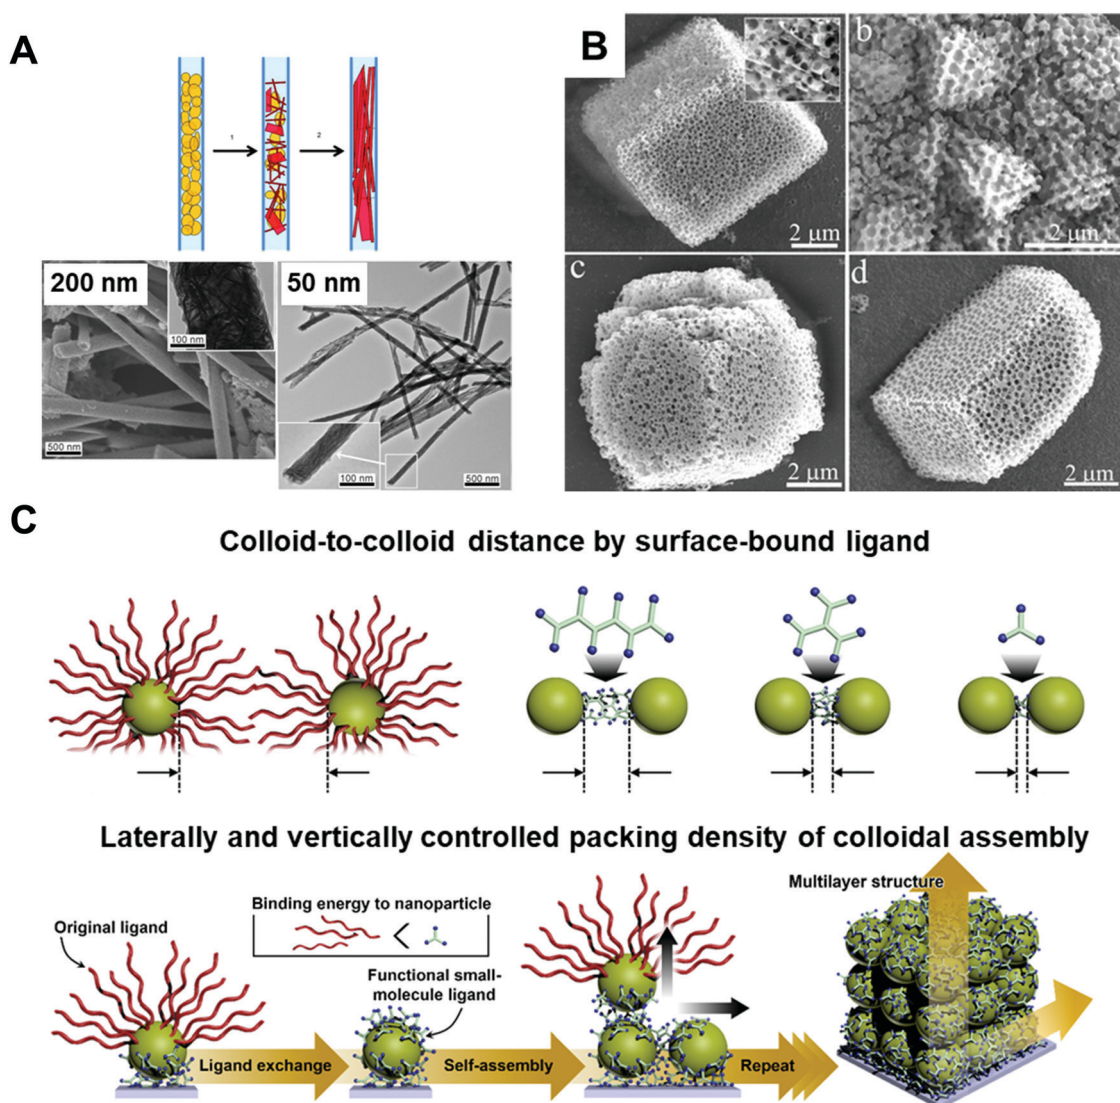 A
1
2
200 nm
100 nm
500 nm
50 nm
100 nm
500 nm
B
2 μm
b
2 μm
c
2 μm
d
2 μm
C
Colloid-to-colloid distance by surface-bound ligand
Laterally and vertically controlled packing density of colloidal assembly
Original ligand
Binding energy to nanoparticle
<
Functional small-
molecule ligand
Multilayer structure
Ligand exchange
Self-assembly
Repeat